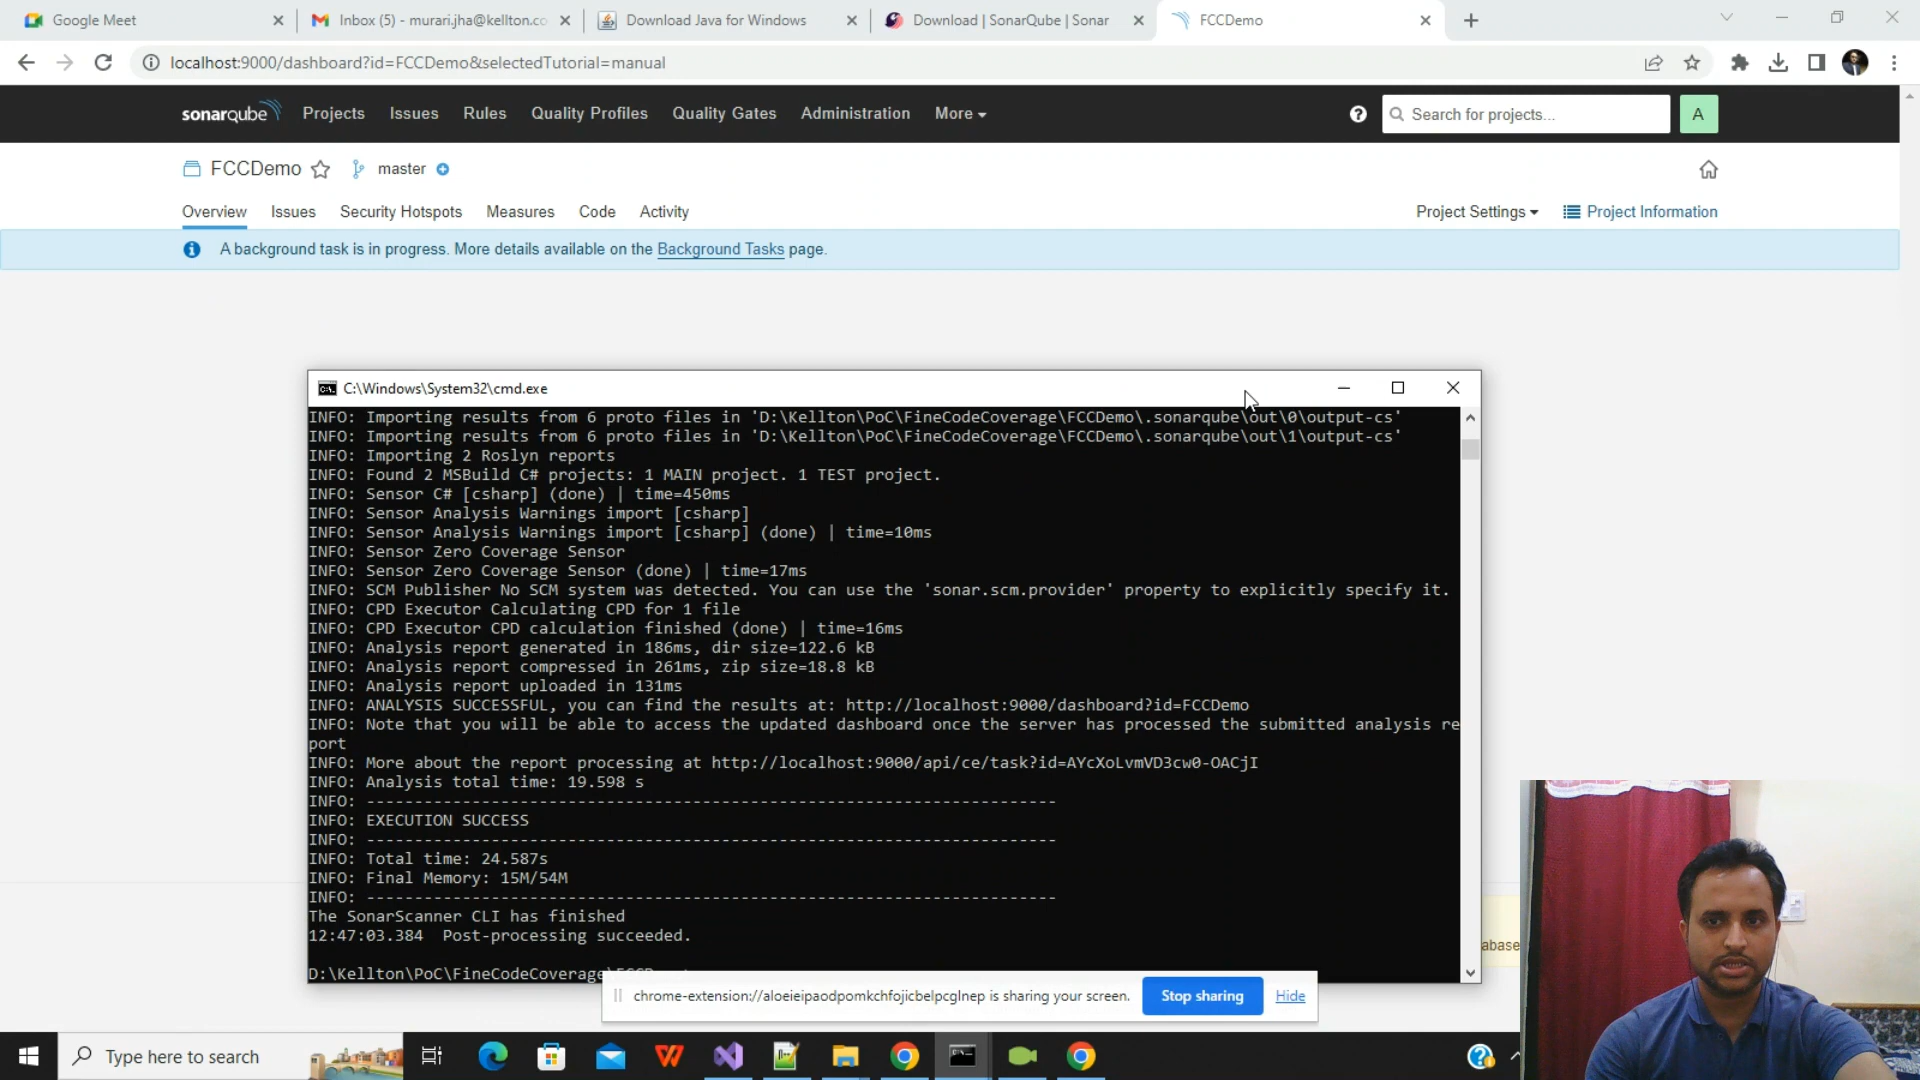 Google Meet
Inbox (5) - murari.jha@kellton.co
Download Java for Windows
Download | SonarQube | Sonar
FCCDemo
localhost:9000/dashboard?id=FCCDemo&selectedTutorial=manual
sonarqube Projects Issues Rules Quality Profiles Quality Gates Administration More
Search for projects...
A
FCCDemo
master
Overview Issues Security Hotspots Measures Code Activity
Project Settings
Project Information
A background task is in progress. More details available on the Background Tasks page.
C:\Windows\System32\cmd.exe
INFO: Importing results from 6 proto files in 'D:\Kellton\PoC\FineCodeCoverage\FCCDemo\.sonarqube\out\0\output-cs'
INFO: Importing results from 6 proto files in 'D:\Kellton\PoC\FineCodeCoverage\FCCDemo\.sonarqube\out\1\output-cs'
INFO: Importing 2 Roslyn reports
INFO: Found 2 MSBuild C# projects: 1 MAIN project. 1 TEST project.
INFO: Sensor C# [csharp] (done) | time=450ms
INFO: Sensor Analysis Warnings import [csharp]
INFO: Sensor Analysis Warnings import [csharp] (done) | time=10ms
INFO: Sensor Zero Coverage Sensor
INFO: Sensor Zero Coverage Sensor (done) | time=17ms
INFO: SCM Publisher No SCM system was detected. You can use the 'sonar.scm.provider' property to explicitly specify it.
INFO: CPD Executor Calculating CPD for 1 file
INFO: CPD Executor CPD calculation finished (done) | time=16ms
INFO: Analysis report generated in 186ms, dir size=122.6 kB
INFO: Analysis report compressed in 261ms, zip size=18.8 kB
INFO: Analysis report uploaded in 131ms
INFO: ANALYSIS SUCCESSFUL, you can find the results at: http://localhost:9000/dashboard?id=FCCDemo
INFO: Note that you will be able to access the updated dashboard once the server has processed the submitted analysis re
port
INFO: More about the report processing at http://localhost:9000/api/ce/task?id=AYcXoLvmVD3cw0-OACjI
INFO: Analysis total time: 19.598 s
INFO: ------------------------------------------------------------------------
INFO: EXECUTION SUCCESS
INFO: ------------------------------------------------------------------------
INFO: Total time: 24.587s
INFO: Final Memory: 15M/54M
INFO: ------------------------------------------------------------------------
The SonarScanner CLI has finished
12:47:03.384 Post-processing succeeded.
abase
D:\Kellton\PoC\FineCodeCoverage\
chrome-extension://aloeieipaodpomkchfojicbelpcglnep is sharing your screen.
Stop sharing
Hide
Type here to search